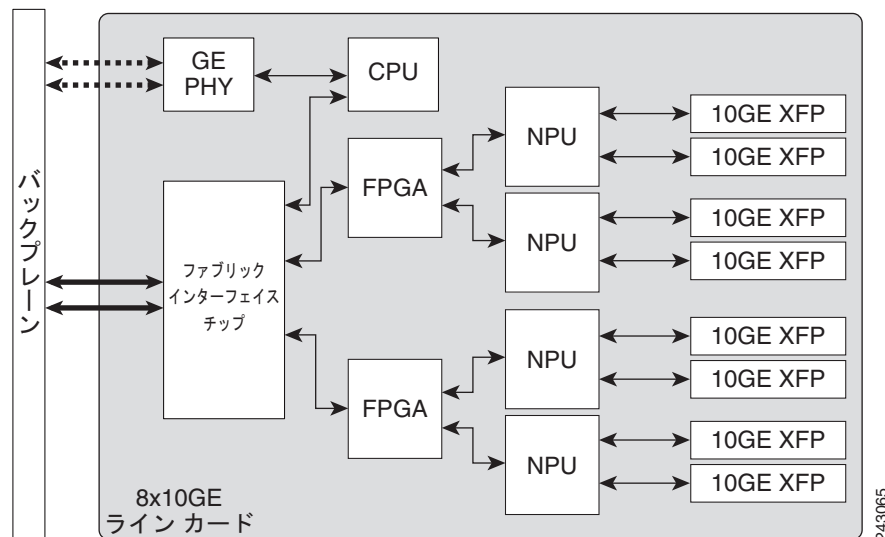 バックプレーン
GE
PHY
CPU
ファブリック
インターフェイス
チップ
FPGA
FPGA
NPU
NPU
NPU
NPU
10GE XFP
10GE XFP
10GE XFP
10GE XFP
10GE XFP
10GE XFP
10GE XFP
10GE XFP
8x10GE
ライン カード
243065